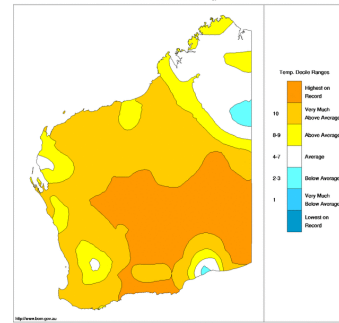 Temp. Decile Ranges
Highest on
Record
10
Very Much
Above Average
8-9
Above Average
4-7
Average
2-3
Below Average
1
Very Much
Below Average
Lowest on
Record
http://www.bom.gov.au